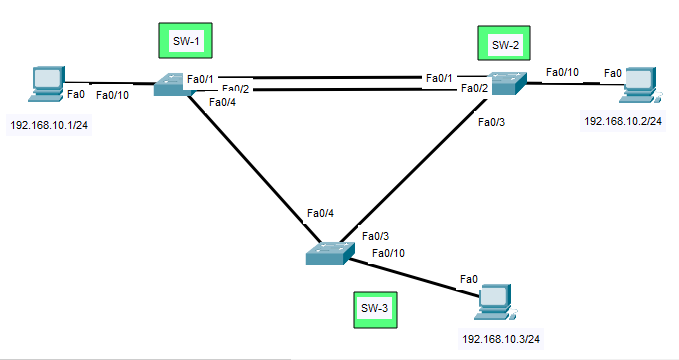 SW-1
SW-2
Fa0/1
Fa0/1
Fa0/10
Fa0
Fa0
Fa0/10
Fa0/2
Fa0/2
Fa0/4
192.168.10.1/24
192.168.10.2/24
Fa0/3
Fa0/4
Fa0/3
Fa0/10
Fa0
SW-3
192.168.10.3/24